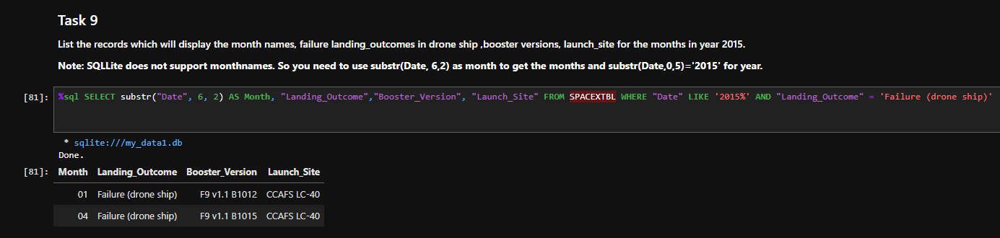 Task 9
List the records which will display the month names, failure landing_outcomes in drone ship ,booster versions, launch_site for the months in year 2015.
Note: SQLLite does not support monthnames. So you need to use substr(Date, 6,2) as month to get the months and substr(Date,0,5)='2015' for year.
[81]: %sql SELECT substr("Date", 6, 2) AS Month, "Landing_Outcome","Booster_Version", "Launch_Site" FROM SPACEXTBL WHERE "Date" LIKE '2015%' AND "Landing_Outcome" = 'Failure (drone ship)'
* sqlite:///my_data1.db
Done.
[81]: Month Landing_Outcome Booster_Version Launch_Site
01 Failure (drone ship) F9 v1.1 B1012 CCAFS LC-40
04 Failure (drone ship) F9 v1.1 B1015 CCAFS LC-40